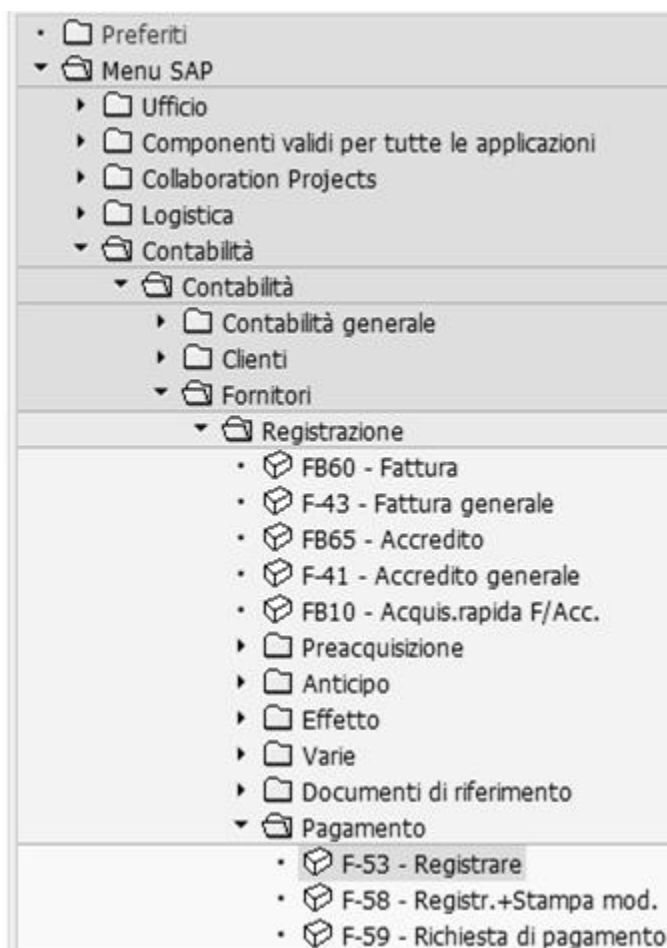 Preferiti
Menu SAP
Ufficio
Componenti validi per tutte le applicazioni
Collaboration Projects
Logistica
Contabilità
Contabilità
Contabilità generale
Clienti
Fornitori
Registrazione
FB60 - Fattura
F-43 - Fattura generale
FB65 - Accredito
F-41 - Accredito generale
FB10 - Acquis.rapida F/Acc.
Preacquisizione
Anticipo
Effetto
Varie
Documenti di riferimento
Pagamento
F-53 - Registrare
F-58 - Registr.+Stampa mod.
F-59 - Richiesta di pagamento